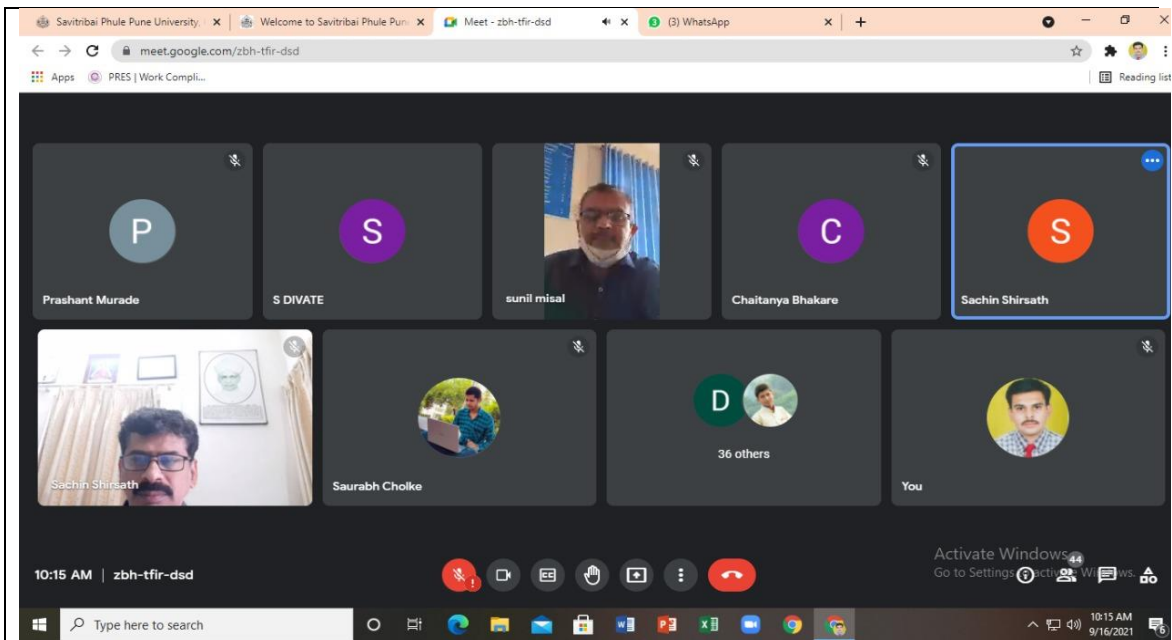 Savitribai Phule Pune University,
Welcome to Savitribai Phule Pun
Meet - zbh-tfir-dsd
(3) WhatsApp
meet.google.com/zbh-tfir-dsd
Apps PRES | Work Compli... Reading list
P
Prashant Murade
S
S DIVATE
sunil misal
C
Chaitanya Bhakare
S
Sachin Shirsath
Sachin Shirsath
Saurabh Cholke
D
36 others
You
10:15 AM | zbh-tfir-dsd
Activate Windows
44
Go to Settings
CC
Type here to search
10:15 AM
9/16/2021
6